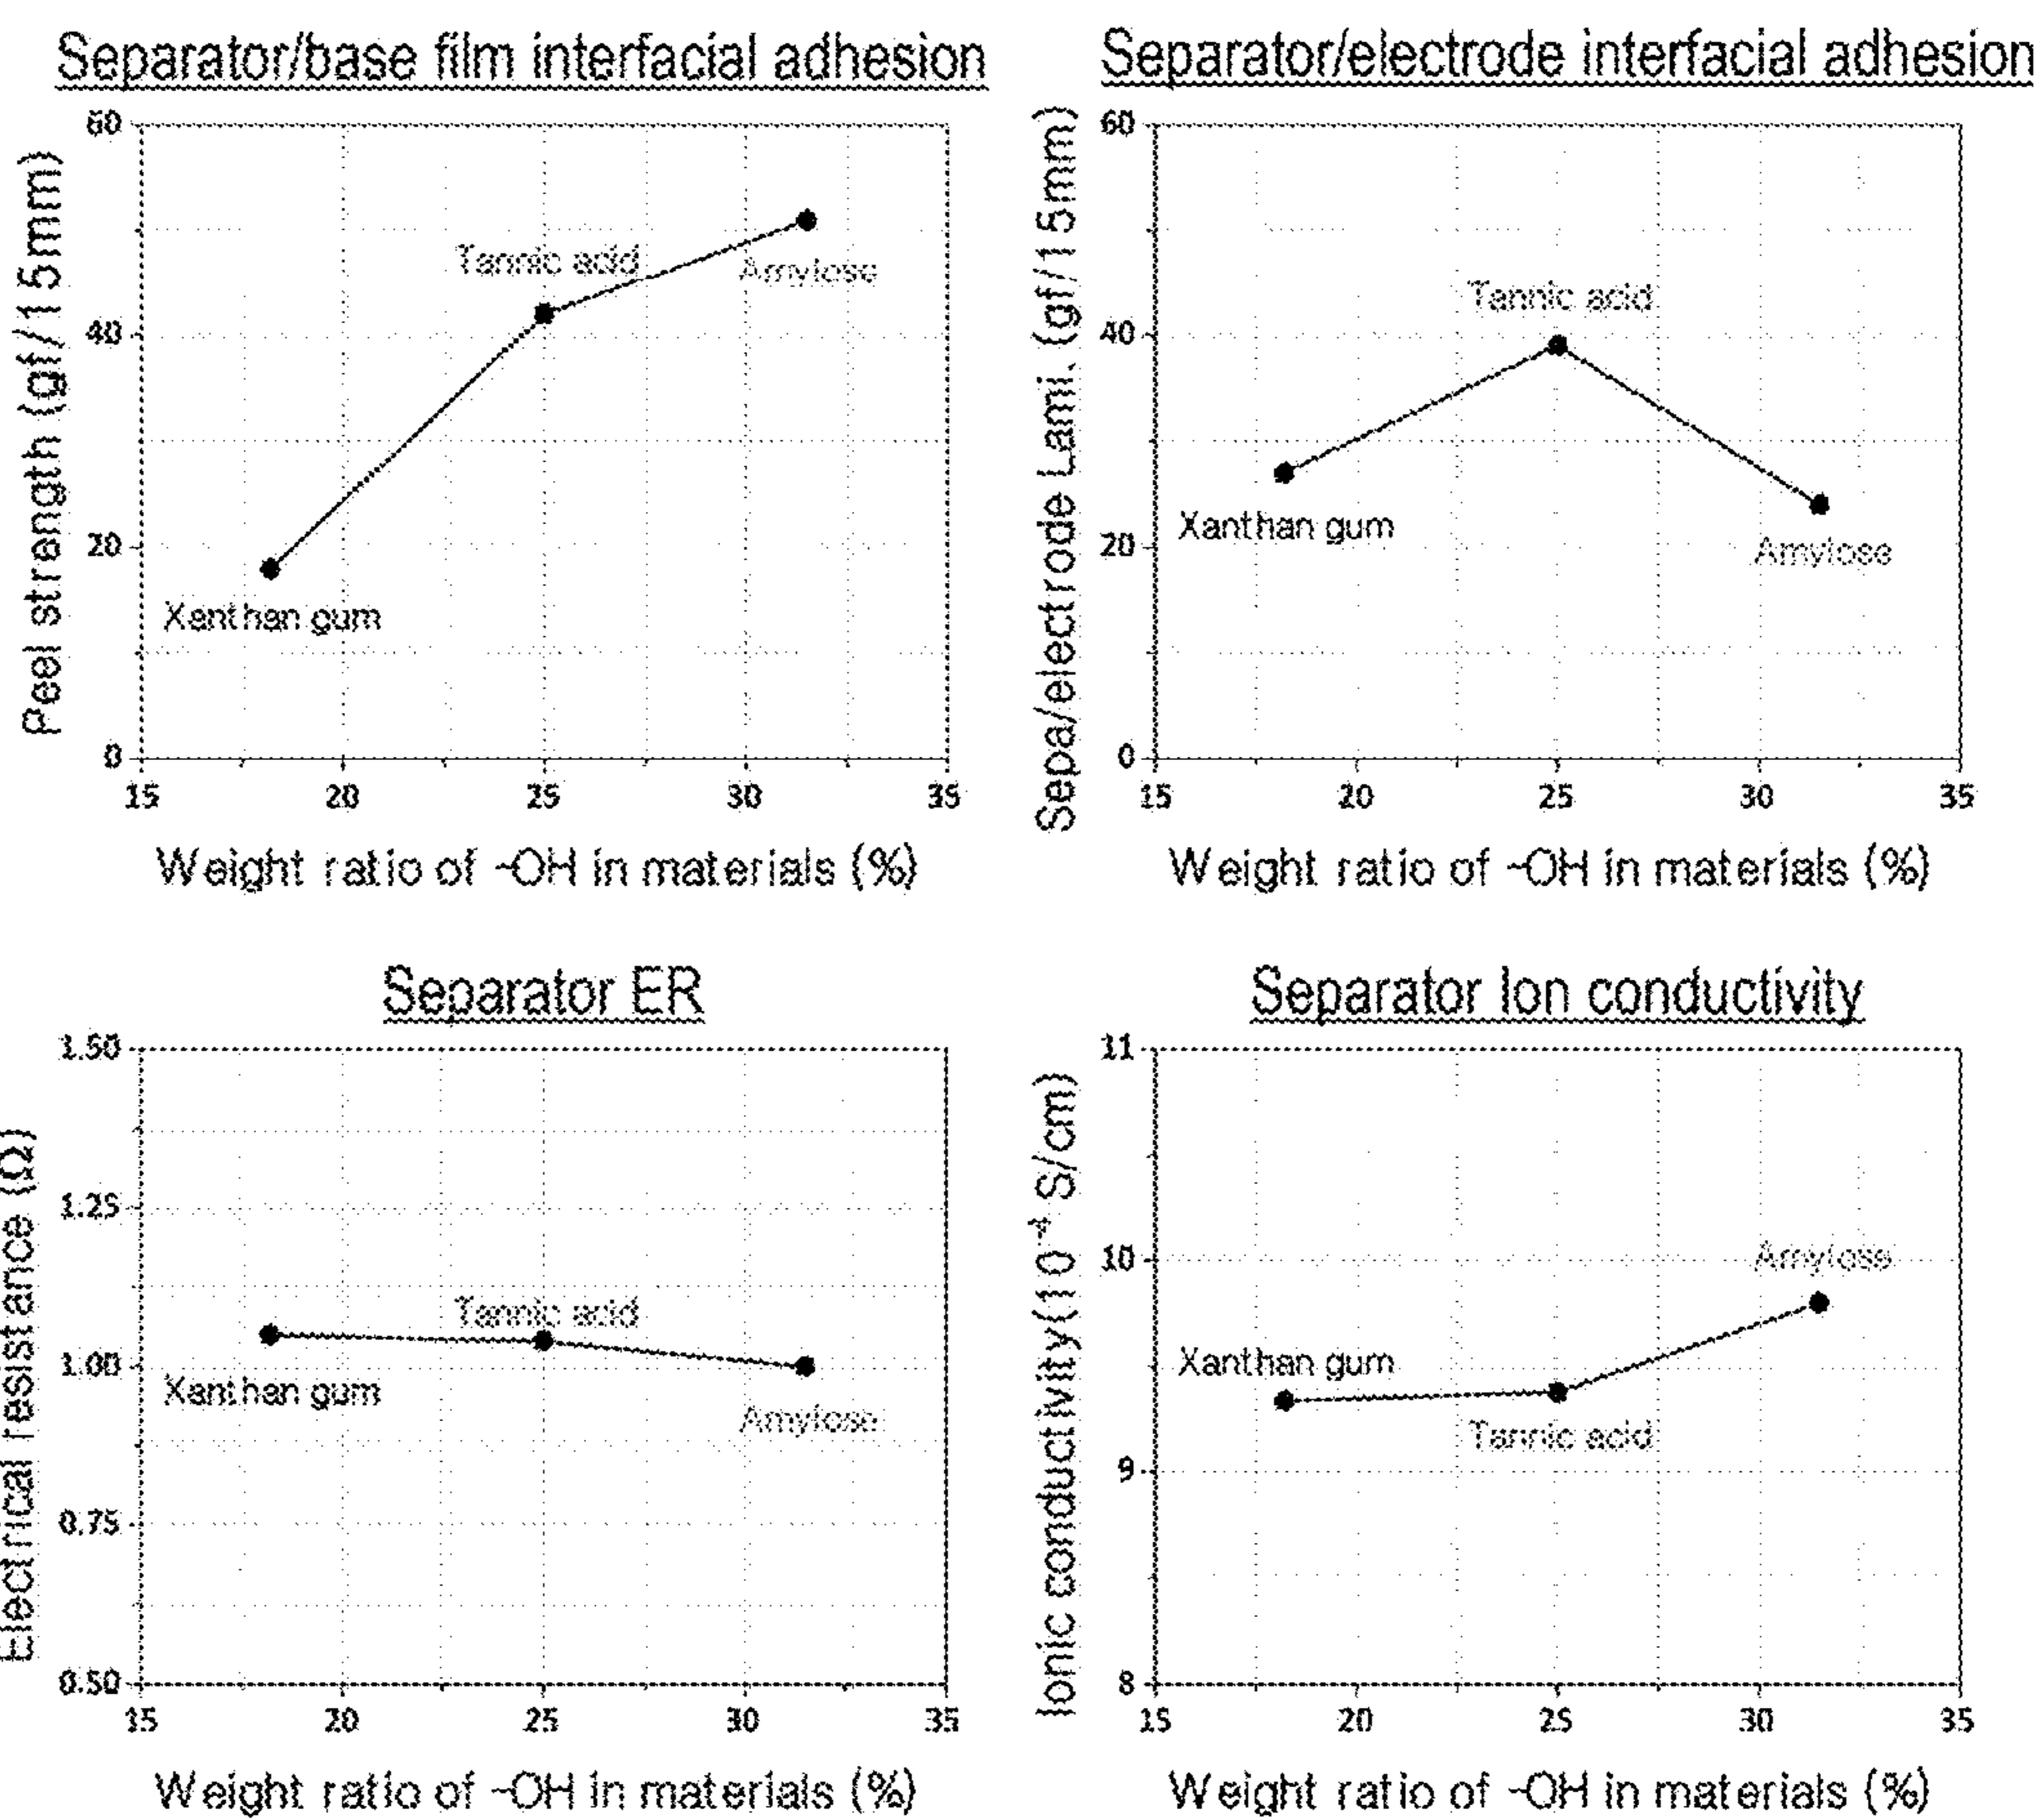 Separator/base film interfacial adhesion
Peel strength (gf/15mm)
60
40
20
0
Tannic acid
Amylose
Xanthan gum
15 20 25 30 35
Weight ratio of -OH in materials (%)
Separator/electrode interfacial adhesion
Sepa/electrode Lami. (gf/15mm)
60
40
20
0
Tannic acid
Xanthan gum
Amylose
15 20 25 30 35
Weight ratio of -OH in materials (%)
Separator ER
Electrical resistance (Ω)
1.50
1.25
1.00
0.75
0.50
Tannic acid
Xanthan gum
Amylose
15 20 25 30 35
Weight ratio of -OH in materials (%)
Separator Ion conductivity
Ionic conductivity(10⁻⁴ S/cm)
11
10
9
8
Amylose
Xanthan gum
Tannic acid
15 20 25 30 35
Weight ratio of -OH in materials (%)